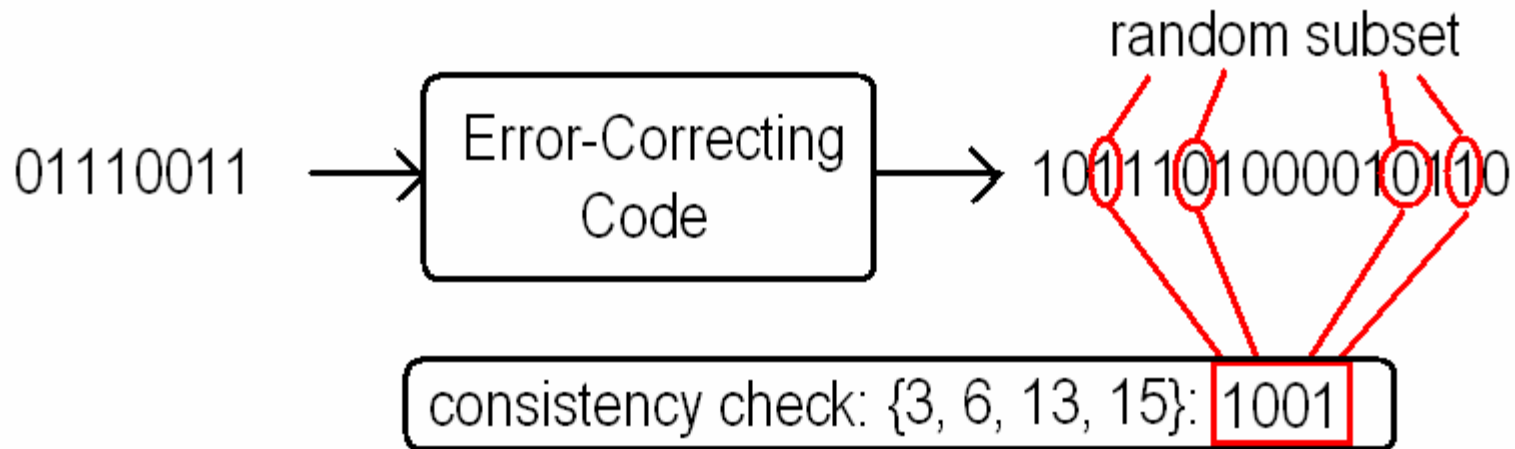 random subset
01110011
Error-Correcting
Code
1011101000010110
consistency check: {3, 6, 13, 15}: 1001